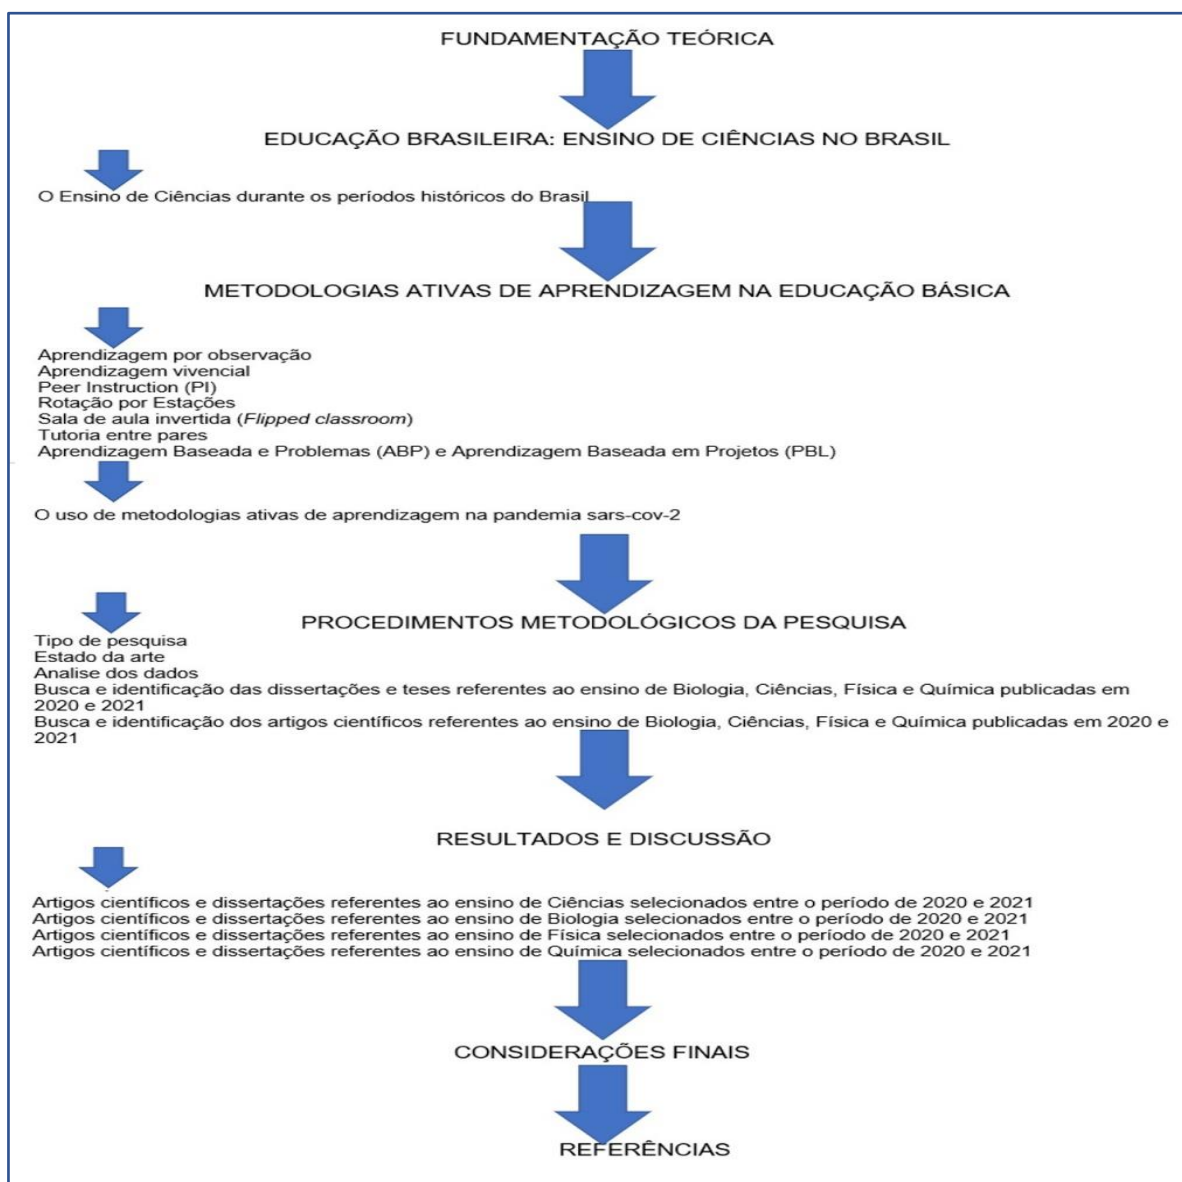 FUNDAMENTAÇÃO TEÓRICA
EDUCAÇÃO BRASILEIRA: ENSINO DE CIÊNCIAS NO BRASIL
O Ensino de Ciências durante os períodos históricos do Brasil
METODOLOGIAS ATIVAS DE APRENDIZAGEM NA EDUCAÇÃO BÁSICA
Aprendizagem por observação
Aprendizagem vivencial
Peer Instruction (PI)
Rotação por Estações
Sala de aula invertida (Flipped classroom)
Tutoria entre pares
Aprendizagem Baseada e Problemas (ABP) e Aprendizagem Baseada em Projetos (PBL)
O uso de metodologias ativas de aprendizagem na pandemia sars-cov-2
PROCEDIMENTOS METODOLÓGICOS DA PESQUISA
Tipo de pesquisa
Estado da arte
Analise dos dados
Busca e identificação das dissertações e teses referentes ao ensino de Biologia, Ciências, Física e Química publicadas em
2020 e 2021
Busca e identificação dos artigos científicos referentes ao ensino de Biologia, Ciências, Física e Química publicadas em 2020 e
2021
RESULTADOS E DISCUSSÃO
Artigos científicos e dissertações referentes ao ensino de Ciências selecionados entre o período de 2020 e 2021
Artigos científicos e dissertações referentes ao ensino de Biologia selecionados entre o período de 2020 e 2021
Artigos científicos e dissertações referentes ao ensino de Física selecionados entre o período de 2020 e 2021
Artigos científicos e dissertações referentes ao ensino de Química selecionados entre o período de 2020 e 2021
CONSIDERAÇÕES FINAIS
REFERÊNCIAS